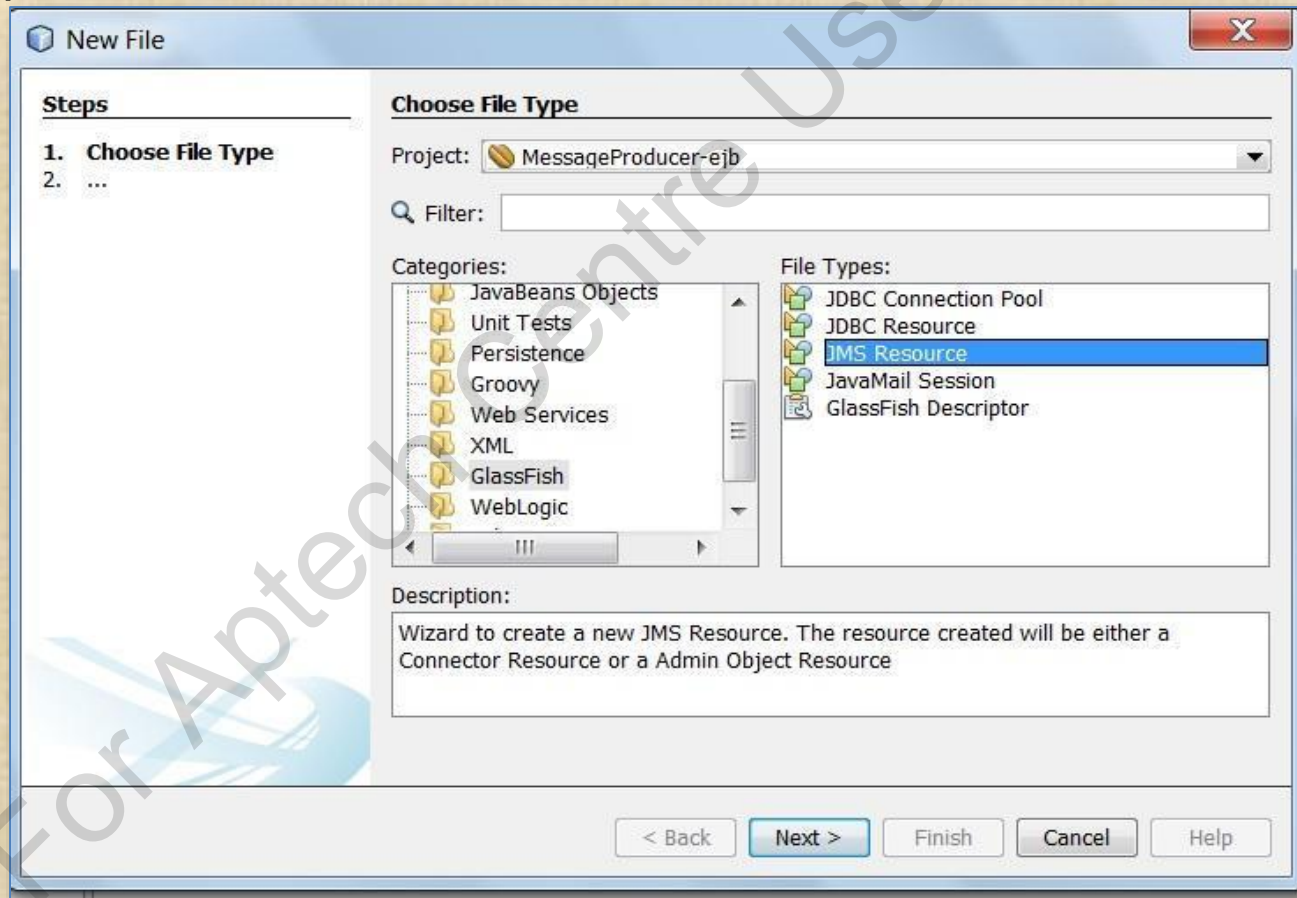 New File
X
Steps
1. Choose File Type
2. ...
Choose File Type
Project: MessageProducer-ejb
Filter:
Categories:
JavaBeans Objects
Unit Tests
Persistence
Groovy
Web Services
XML
GlassFish
WebLogic
File Types:
JDBC Connection Pool
JDBC Resource
JMS Resource
JavaMail Session
GlassFish Descriptor
Description:
Wizard to create a new JMS Resource. The resource created will be either a
Connector Resource or a Admin Object Resource
< Back
Next >
Finish
Cancel
Help
For Aptech Centre Use